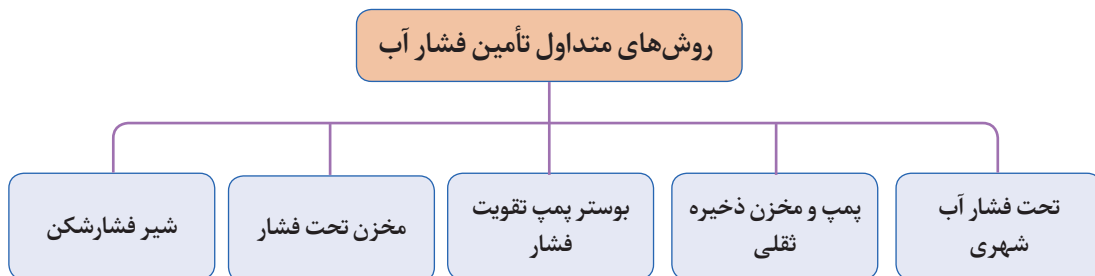 روش‌های متداول تأمین فشار آب
تحت فشار آب
شهری
پمپ و مخزن ذخیره
ثقلی
بوستر پمپ تقویت
فشار
مخزن تحت فشار
شیر فشارشکن